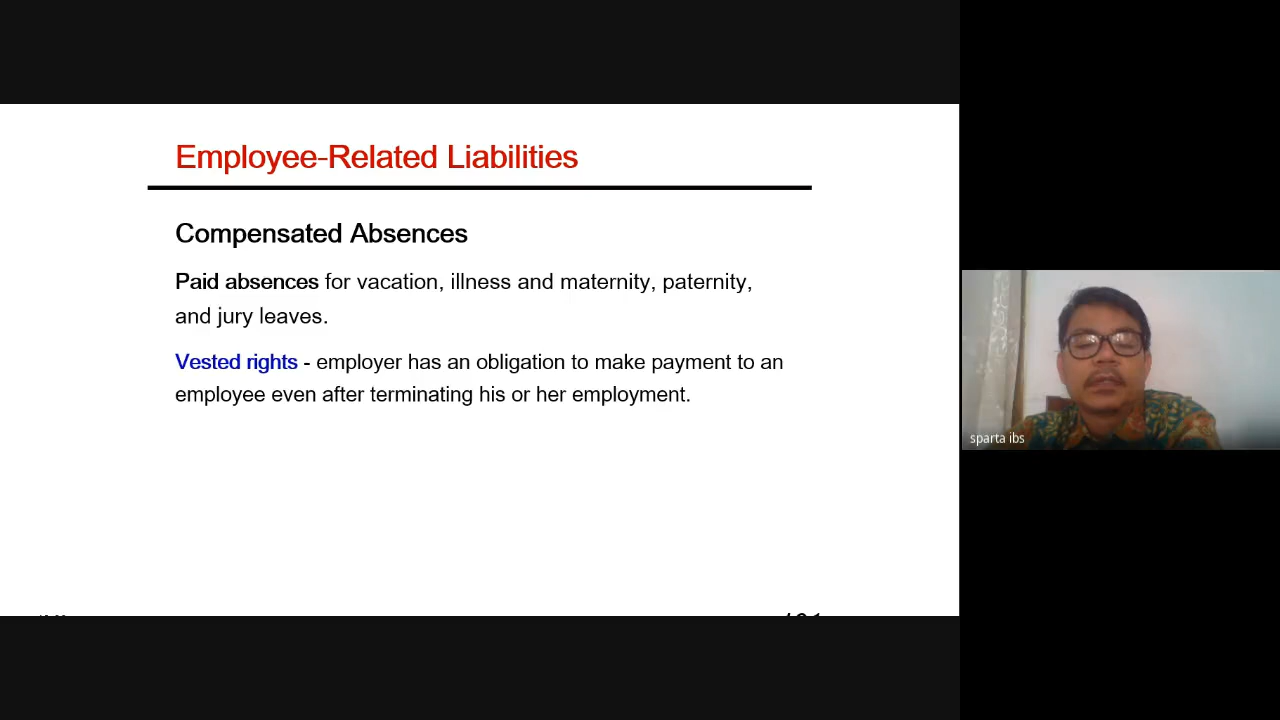 Employee-Related Liabilities
Compensated Absences
Paid absences for vacation, illness and maternity, paternity,
and jury leaves.
Vested rights - employer has an obligation to make payment to an
employee even after terminating his or her employment.
sparta ibs